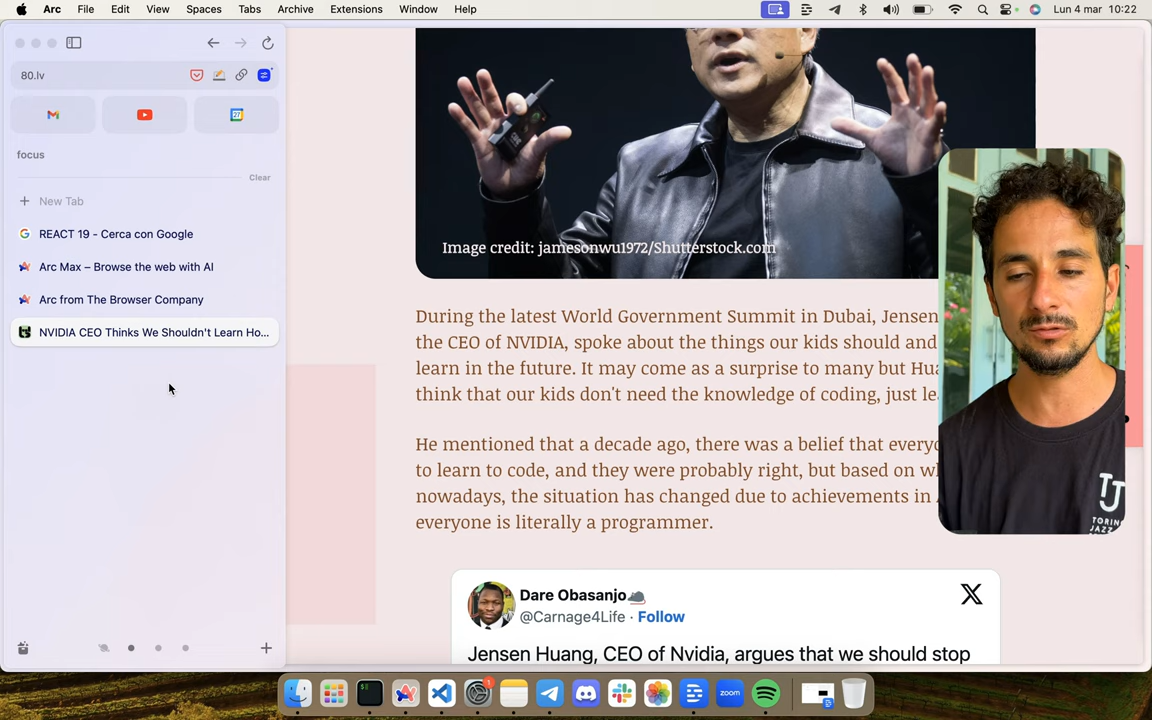 Arc File Edit View Spaces Tabs Archive Extensions Window Help Lun 4 mar 10:22
80.lv
27
focus
Clear
New Tab
REACT 19 - Cerca con Google
Arc Max – Browse the web with AI
Arc from The Browser Company
NVIDIA CEO Thinks We Shouldn't Learn Ho...
Image credit: jamesonwu1972/Shutterstock.com
During the latest World Government Summit in Dubai, Jensen
the CEO of NVIDIA, spoke about the things our kids should and
learn in the future. It may come as a surprise to many but
think that our kids don't need the knowledge of coding, just
He mentioned that a decade ago, there was a belief that
to learn to code, and they were probably right, but based on
nowadays, the situation has changed due to achievements in
everyone is literally a programmer.
Dare Obasanjo
@Carnage4Life · Follow
Jensen Huang, CEO of Nvidia, argues that we should stop
TJ
TORINO
JAZZ
1
zoom